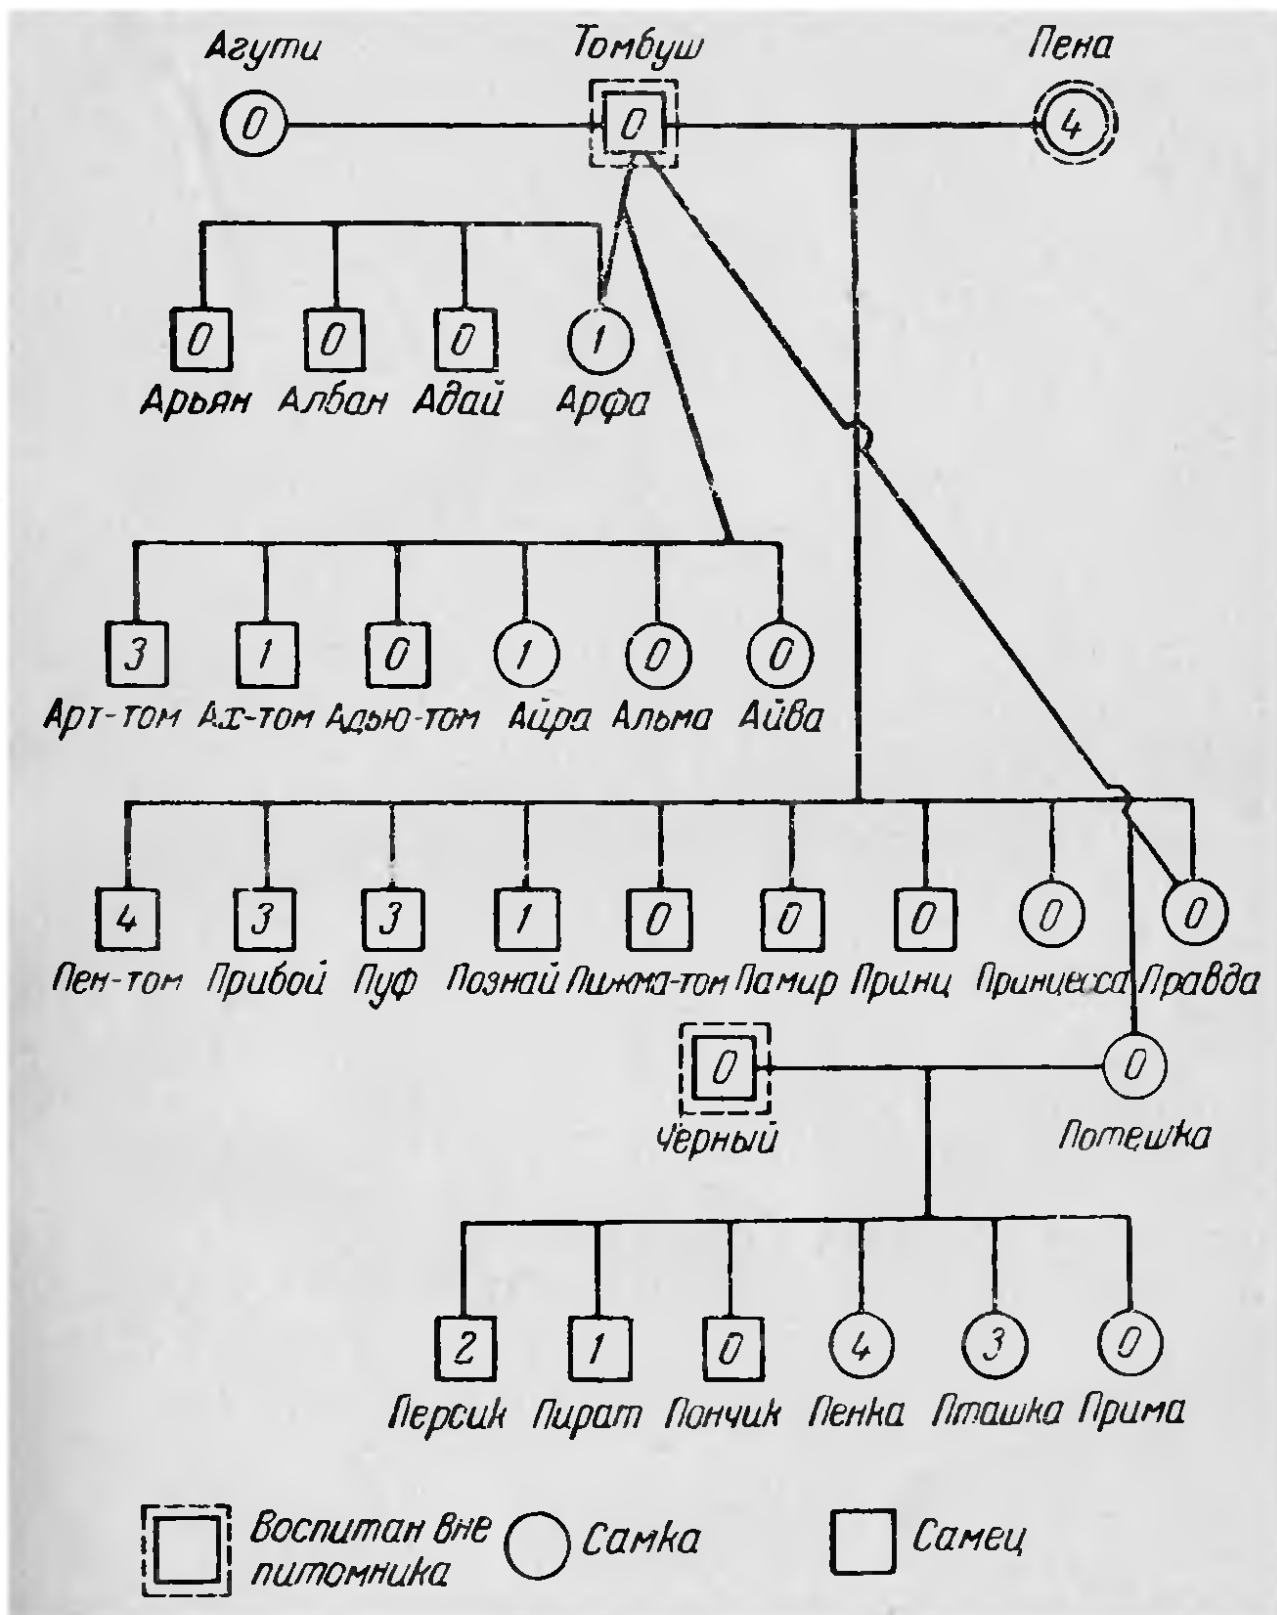 Агути Томбуш Пена
0 0 4
0 0 0 1
Арьян Албан Адай Арфа
3 1 0 1 0 0
Арт-том Ах-том Адью-том Айра Альма Айва
4 3 3 1 0 0 0 0 0
Пен-том Прибой Пуф Познай Пижма-том Памир Принц Принцесса Правда
0 0
Чёрный Потешка
2 1 0 4 3 0
Персик Пират Пончик Пенка Пташка Прима
Воспитан вне Самка Самец
питомника